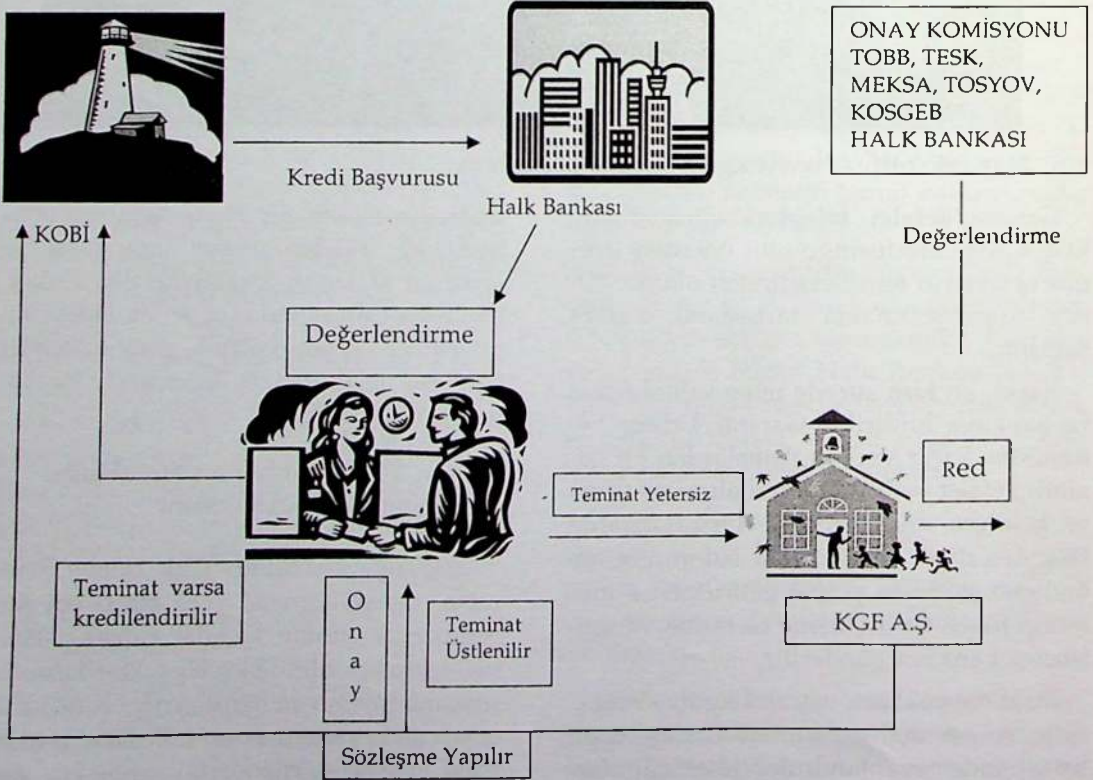 ONAY KOMİSYONU
TOBB, TESK,
MEKSA, TOSYOV,
KOSGEB
HALK BANKASI
Kredi Başvurusu
Halk Bankası
KOBİ
Değerlendirme
Değerlendirme
Teminat Yetersiz
Red
Teminat varsa
kredilendirilir
O
n
a
y
Teminat
Üstlenilir
KGF A.Ş.
Sözleşme Yapılır